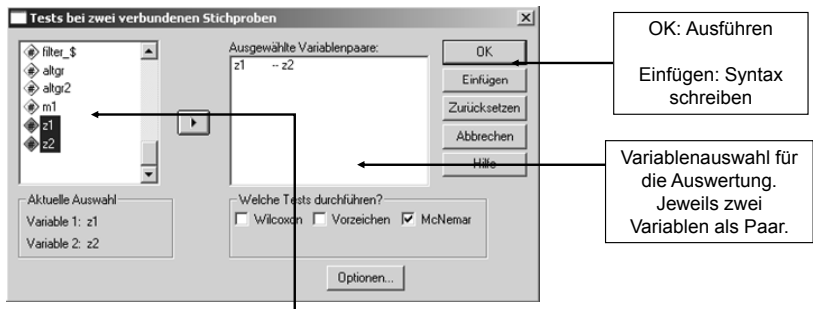 Tests bei zwei verbundenen Stichproben
filter_$
altgr
altgr2
m1
z1
z2
Ausgewählte Variablenpaare:
z1 -- z2
OK
Einfügen
Zurücksetzen
Abbrechen
Hilfe
Aktuelle Auswahl
Variable 1: z1
Variable 2: z2
Welche Tests durchführen?
Wilcoxon Vorzeichen McNemar
Optionen...
OK: Ausführen
Einfügen: Syntax
schreiben
Variablenauswahl für
die Auswertung.
Jeweils zwei
Variablen als Paar.